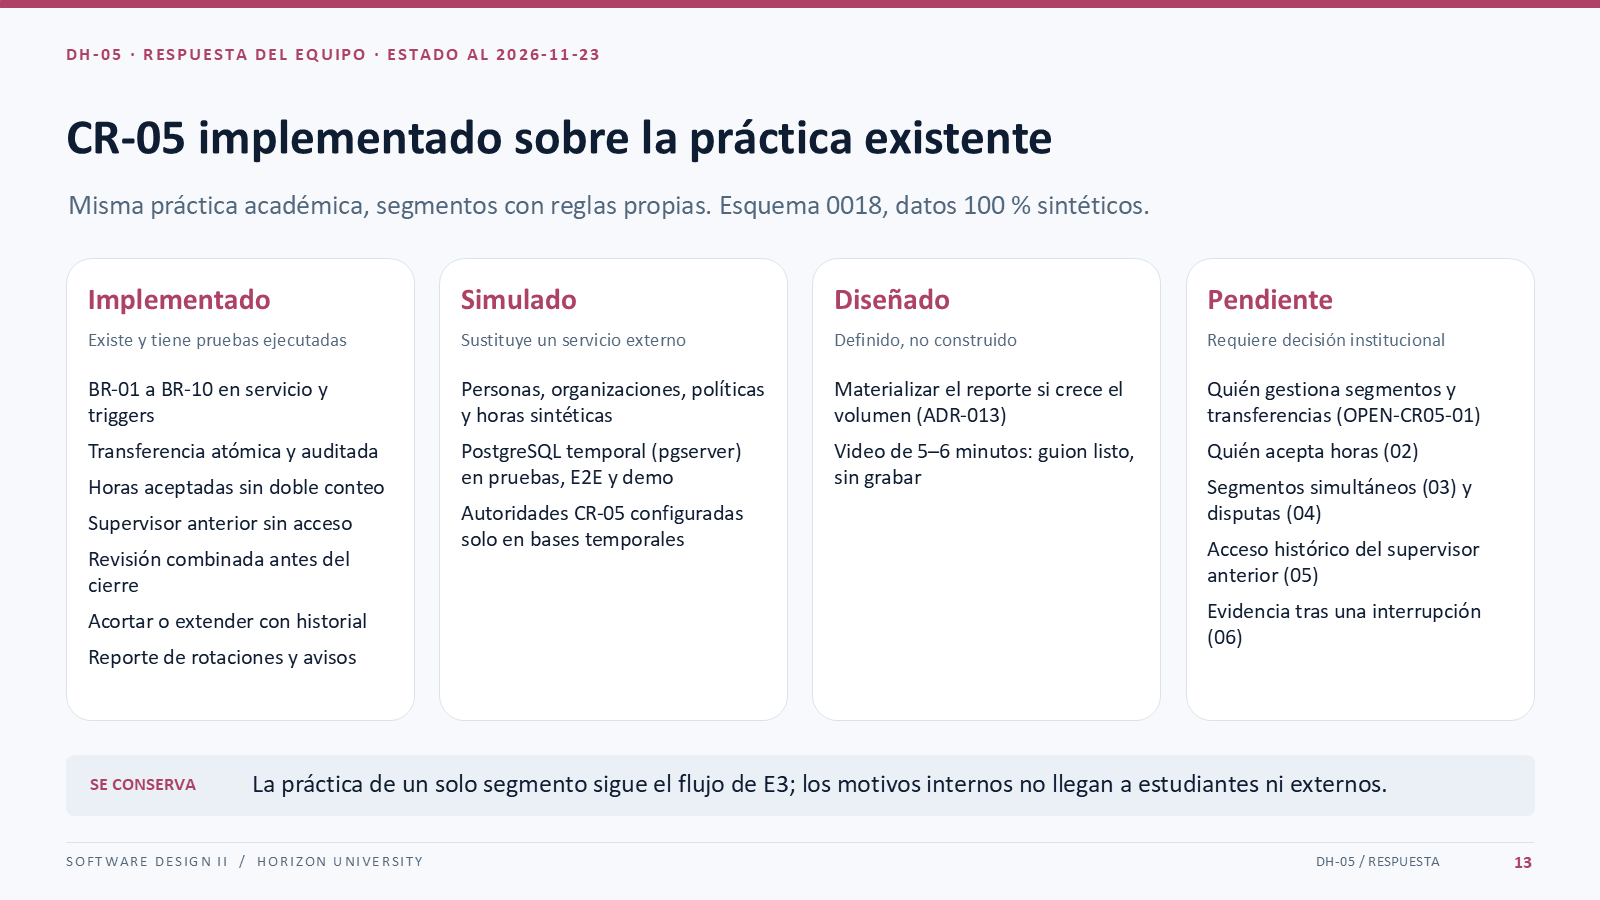 DH-05 · RESPUESTA DEL EQUIPO · ESTADO AL 2026-11-23
CR-05 implementado sobre la práctica existente
Misma práctica académica, segmentos con reglas propias. Esquema 0018, datos 100 % sintéticos.
Implementado
Existe y tiene pruebas ejecutadas
BR-01 a BR-10 en servicio y
triggers
Transferencia atómica y auditada
Horas aceptadas sin doble conteo
Supervisor anterior sin acceso
Revisión combinada antes del
cierre
Acortar o extender con historial
Reporte de rotaciones y avisos
Simulado
Sustituye un servicio externo
Personas, organizaciones, políticas
y horas sintéticas
PostgreSQL temporal (pgserver)
en pruebas, E2E y demo
Autoridades CR-05 configuradas
solo en bases temporales
Diseñado
Definido, no construido
Materializar el reporte si crece el
volumen (ADR-013)
Video de 5–6 minutos: guion listo,
sin grabar
Pendiente
Requiere decisión institucional
Quién gestiona segmentos y
transferencias (OPEN-CR05-01)
Quién acepta horas (02)
Segmentos simultáneos (03) y
disputas (04)
Acceso histórico del supervisor
anterior (05)
Evidencia tras una interrupción
(06)
SE CONSERVA
La práctica de un solo segmento sigue el flujo de E3; los motivos internos no llegan a estudiantes ni externos.
SOFTWARE DESIGN II / HORIZON UNIVERSITY
DH-05 / RESPUESTA
13